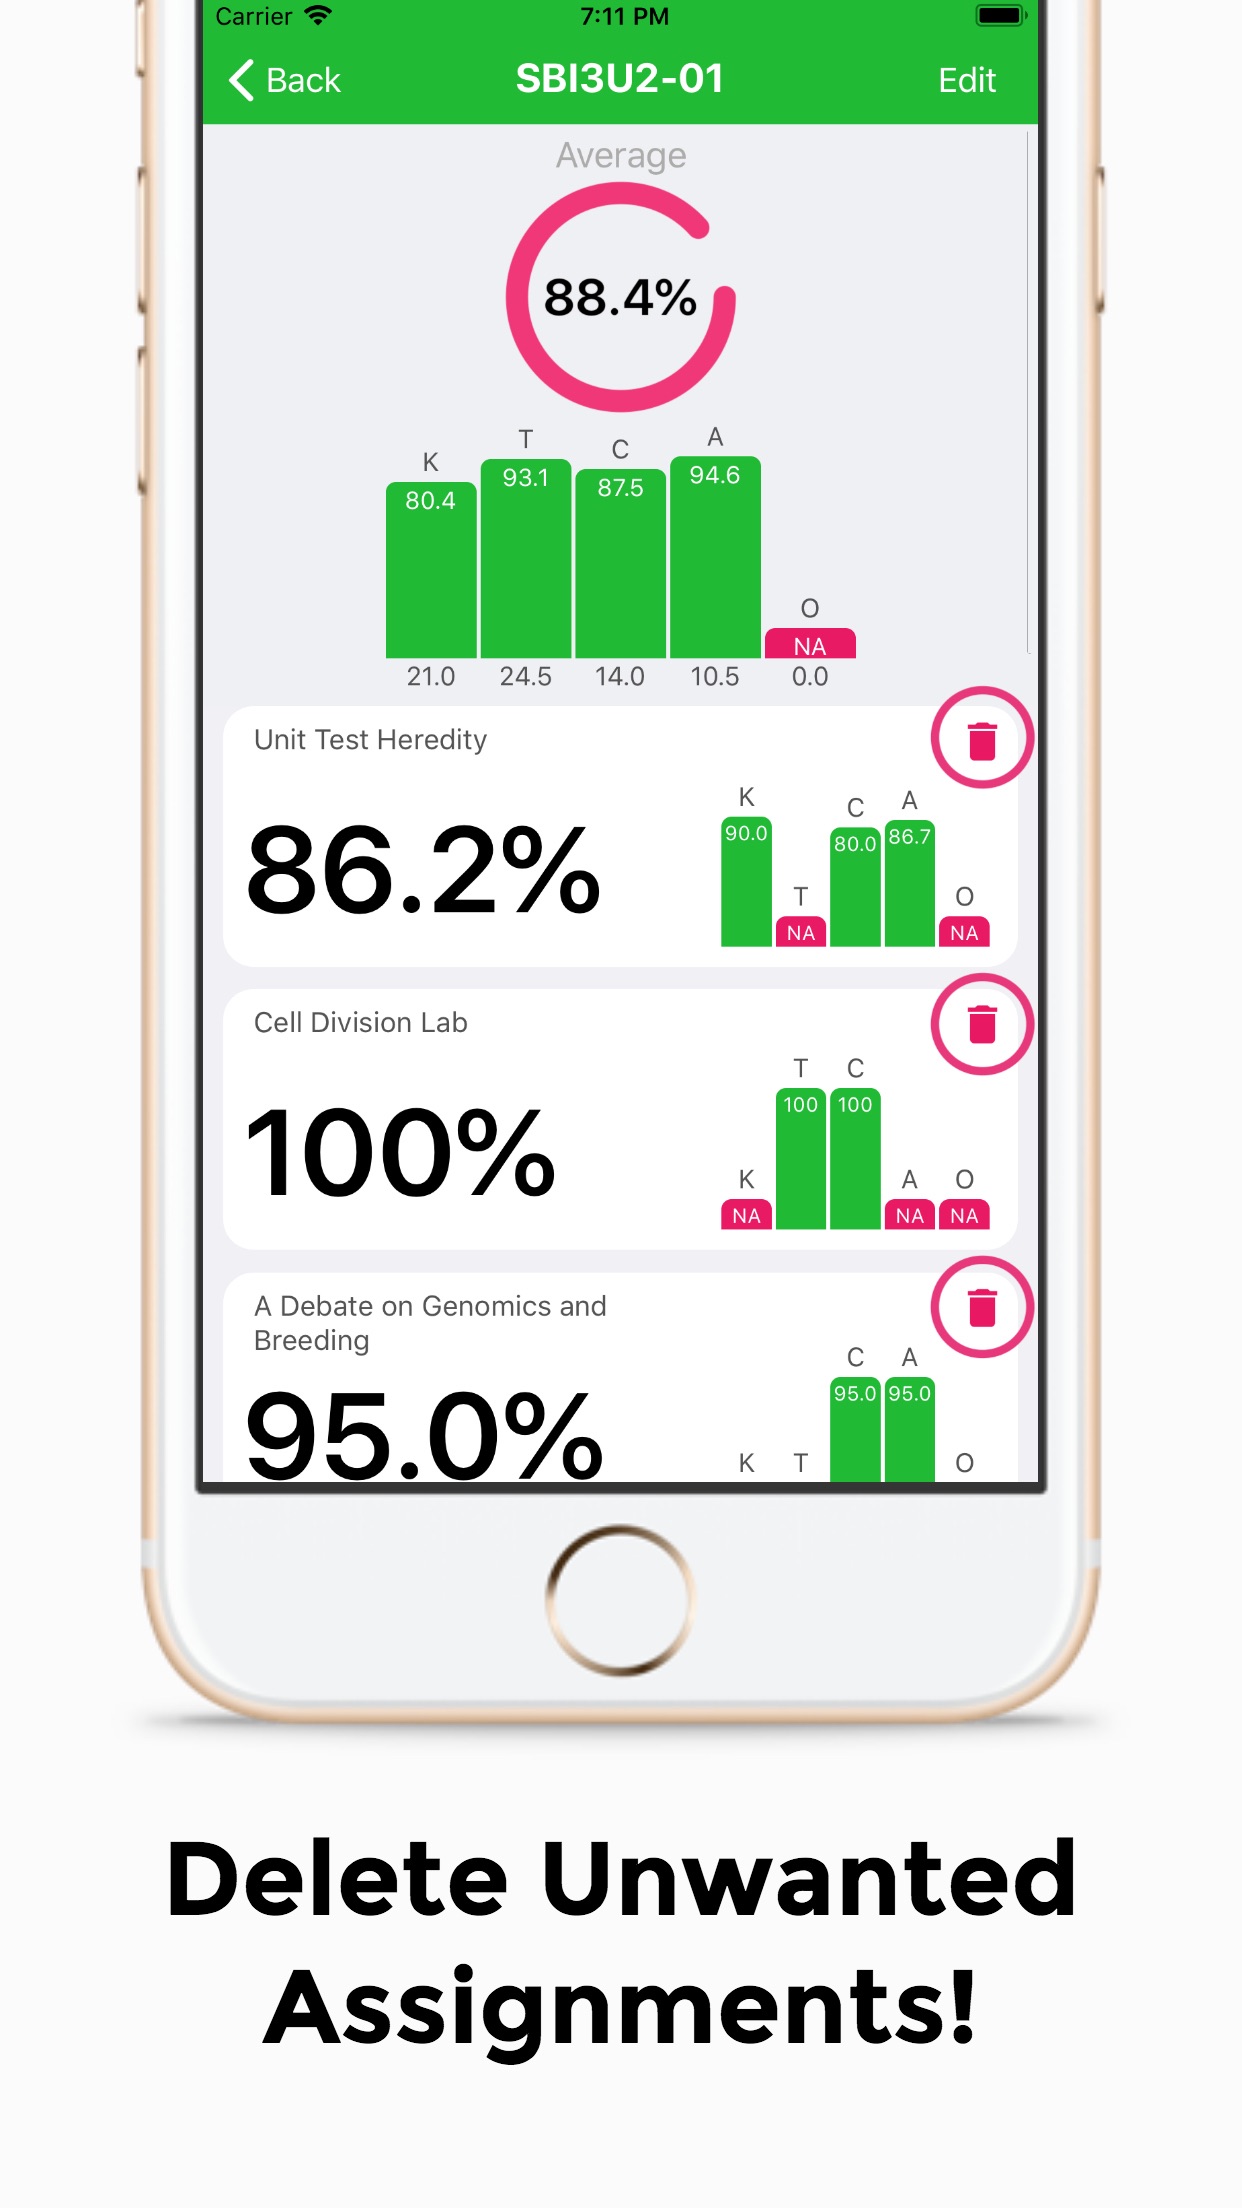 Carrier 7:11 PM
Back SBI3U2-01 Edit
Average
88.4%
K T C A O
80.4 93.1 87.5 94.6 NA
21.0 24.5 14.0 10.5 0.0
Unit Test Heredity
86.2%
K T C A O
90.0 NA 80.0 86.7 NA
Cell Division Lab
100%
K T C A O
NA 100 100 NA NA
A Debate on Genomics and
Breeding
95.0%
K T C A O
95.0 95.0
Delete Unwanted
Assignments!